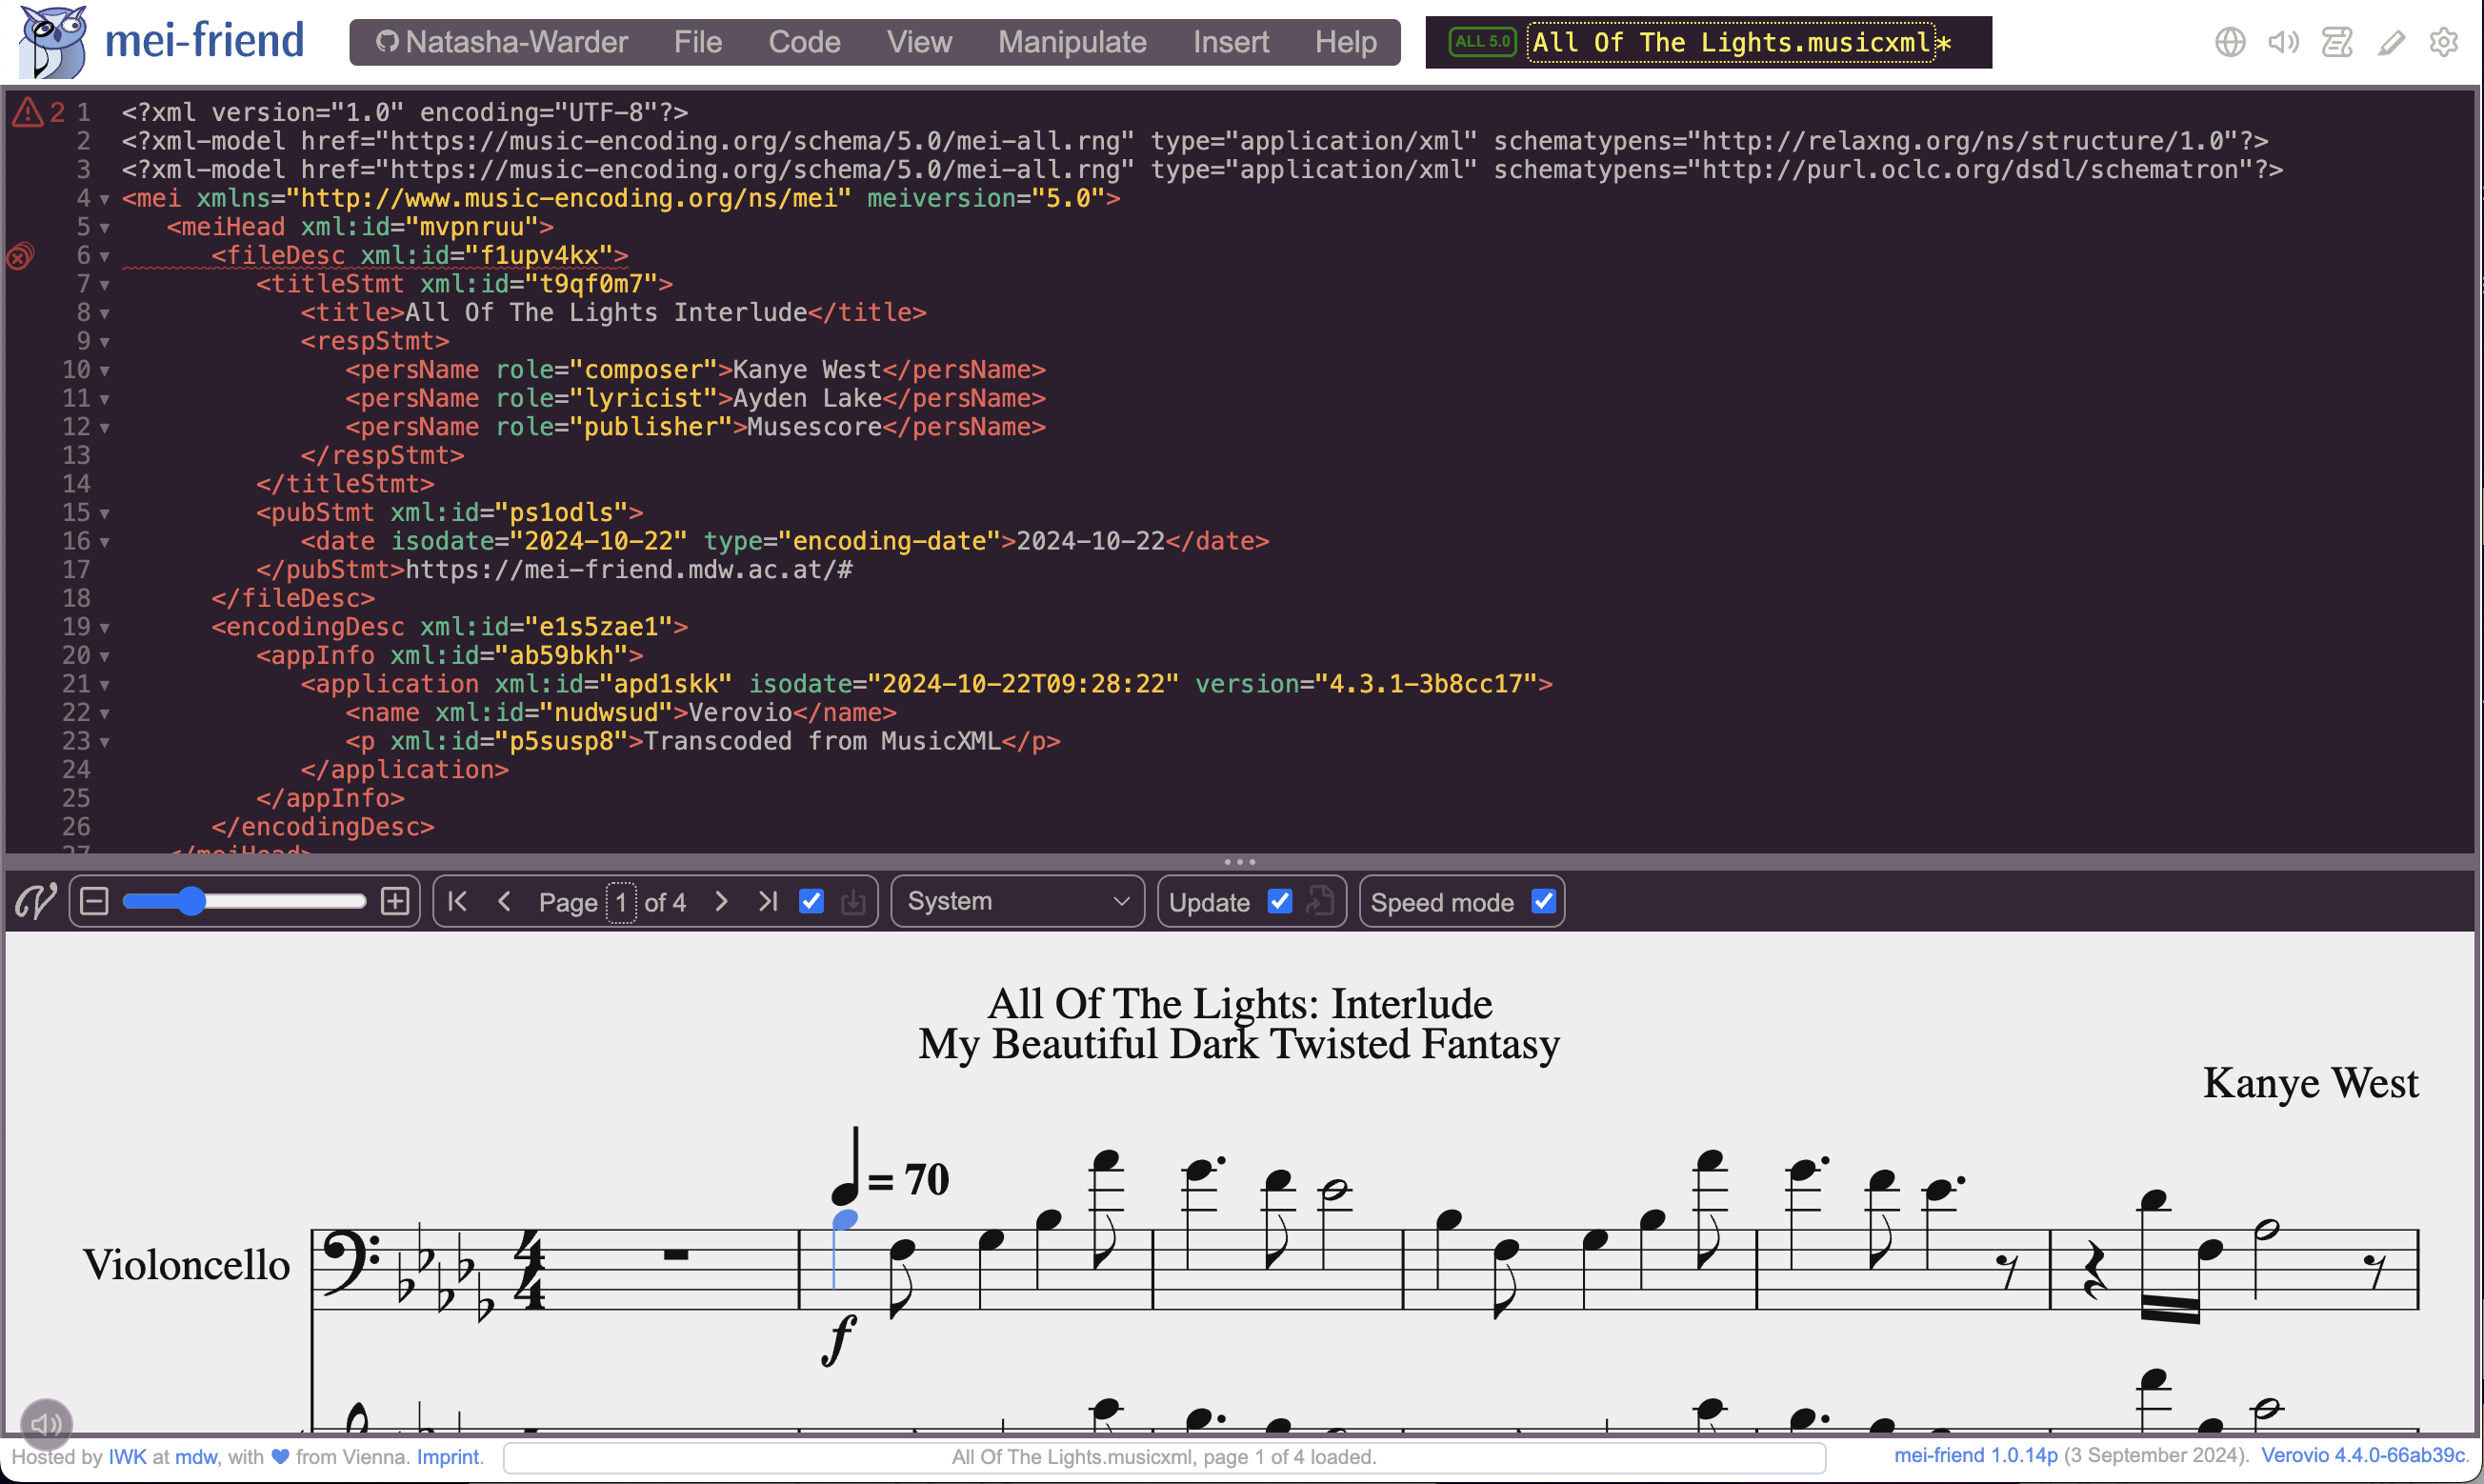 mei-friend
Natasha-Warder File Code View Manipulate Insert Help
ALL 5.0 All Of The Lights.musicxml*
2
1 <?xml version="1.0" encoding="UTF-8"?>
2 <?xml-model href="https://music-encoding.org/schema/5.0/mei-all.rng" type="application/xml" schematypens="http://relaxng.org/ns/structure/1.0"?>
3 <?xml-model href="https://music-encoding.org/schema/5.0/mei-all.rng" type="application/xml" schematypens="http://purl.oclc.org/dsdl/schematron"?>
4 <mei xmlns="http://www.music-encoding.org/ns/mei" meiversion="5.0">
5 <meiHead xml:id="mvpnruu">
6 <fileDesc xml:id="f1upv4kx">
7 <titleStmt xml:id="t9qf0m7">
8 <title>All Of The Lights Interlude</title>
9 <respStmt>
10 <persName role="composer">Kanye West</persName>
11 <persName role="lyricist">Ayden Lake</persName>
12 <persName role="publisher">Musescore</persName>
13 </respStmt>
14 </titleStmt>
15 <pubStmt xml:id="ps1odls">
16 <date isodate="2024-10-22" type="encoding-date">2024-10-22</date>
17 </pubStmt>https://mei-friend.mdw.ac.at/#
18 </fileDesc>
19 <encodingDesc xml:id="e1s5zae1">
20 <appInfo xml:id="ab59bkh">
21 <application xml:id="apd1skk" isodate="2024-10-22T09:28:22" version="4.3.1-3b8cc17">
22 <name xml:id="nudwsud">Verovio</name>
23 <p xml:id="p5susp8">Transcoded from MusicXML</p>
24 </application>
25 </appInfo>
26 </encodingDesc>
27 </meiHead>
Page 1 of 4 System Update Speed mode
All Of The Lights: Interlude
My Beautiful Dark Twisted Fantasy
Kanye West
= 70
Violoncello
4
4
f
Hosted by IWK at mdw, with from Vienna. Imprint.
All Of The Lights.musicxml, page 1 of 4 loaded.
mei-friend 1.0.14p (3 September 2024). Verovio 4.4.0-66ab39c.